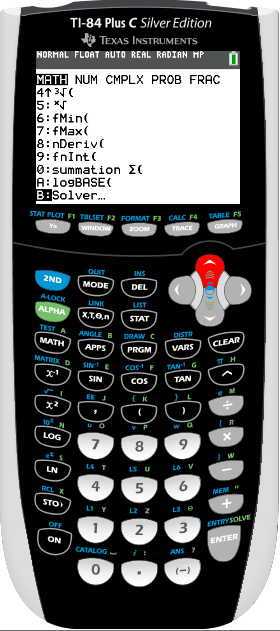 TI-84 Plus C Silver Edition
TEXAS INSTRUMENTS
NORMAL FLOAT AUTO REAL RADIAN MP
MATH NUM CMPLX PROB FRAC
4↑³√(
5:ˣ√
6:fMin(
7:fMax(
8:nDeriv(
9:fnInt(
0:summation Σ(
A:logBASE(
B:Solver…
STAT PLOT F1 TBLSET F2 FORMAT F3 CALC F4 TABLE F5
Y= WINDOW ZOOM TRACE GRAPH
QUIT INS
2ND MODE DEL
A-LOCK LINK LIST
ALPHA X,T,Θ,n STAT
TEST A ANGLE B DRAW C DISTR
MATH APPS PRGM VARS CLEAR
MATRIX D SIN⁻¹ E COS⁻¹ F TAN⁻¹ G π H
x⁻¹ SIN COS TAN ^
√ I EE J { K } L e M
x² , ( ) ÷
10ˣ N u O v P w Q [ R
LOG 7 8 9 ×
eˣ S L4 T L5 U L6 V ] W
LN 4 5 6 −
RCL X L1 Y L2 Z L3 θ MEM "
STO› 1 2 3 +
OFF CATALOG ⎵ i : ANS ? ENTRY SOLVE
ON 0 . (−) ENTER